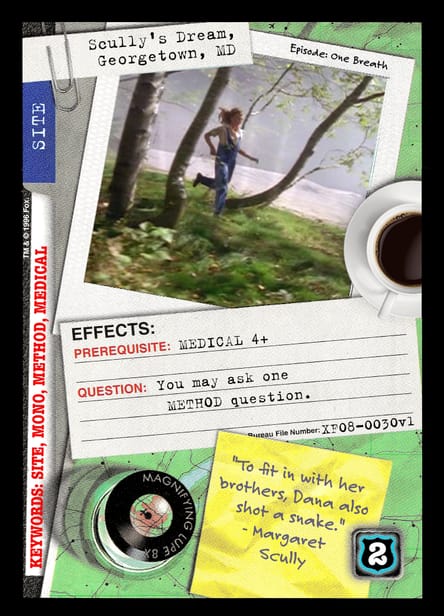 Scully's Dream,
Georgetown, MD
Episode: One Breath
SITE
TM & © 1996 Fox
KEYWORDS: SITE, MONO, METHOD, MEDICAL
EFFECTS:
PREREQUISITE: MEDICAL 4+
QUESTION: You may ask one
METHOD question.
Bureau File Number: XF08-0030v1
MAGNIFYING LUPE 8X
"To fit in with her
brothers, Dana also
shot a snake."
- Margaret
Scully
2